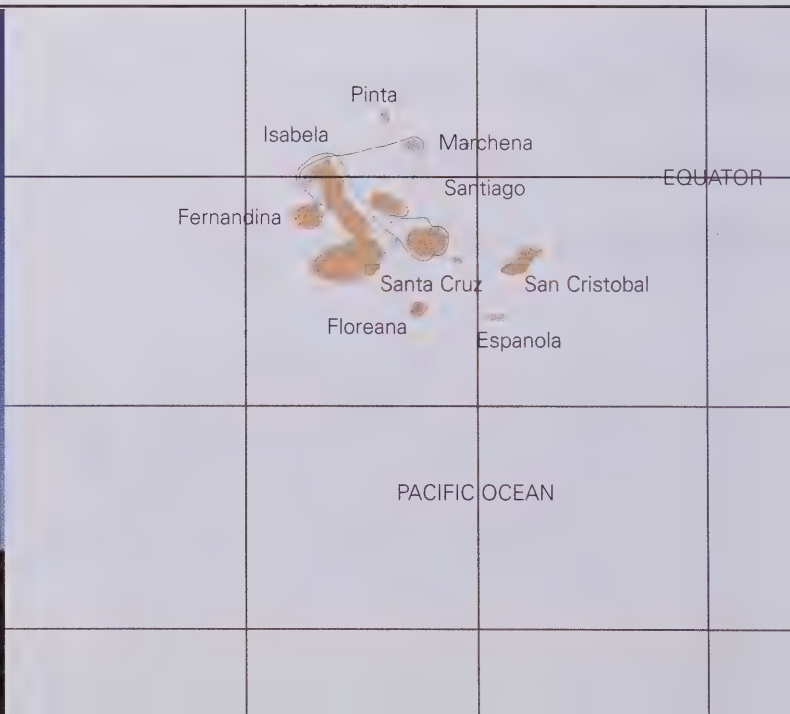 Pinta
Isabela
Marchena
EQUATOR
Santiago
Fernandina
Santa Cruz
San Cristobal
Floreana
Espanola
PACIFIC OCEAN